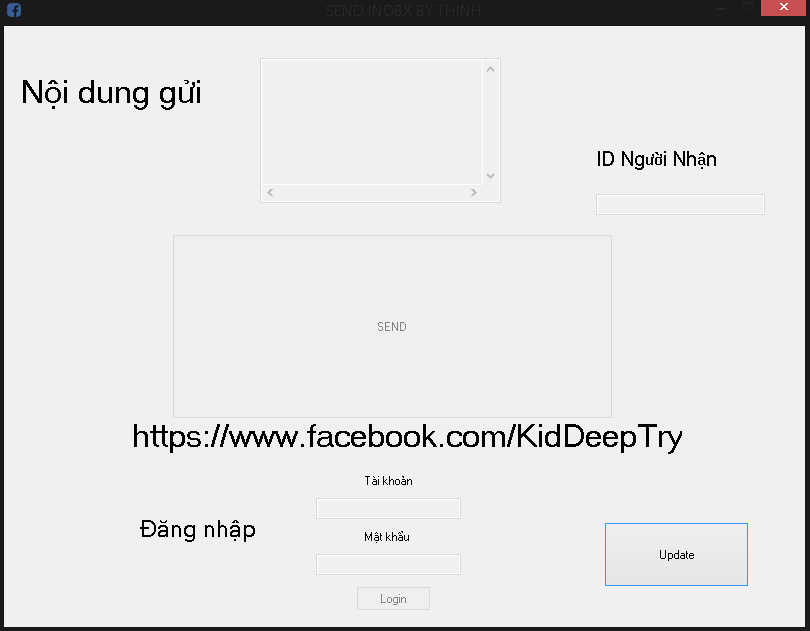 SEND INOBX BY THINH
Nội dung gửi
ID Người Nhận
SEND
https://www.facebook.com/KidDeepTry
Tài khoản
Đăng nhập
Mật khẩu
Update
Login